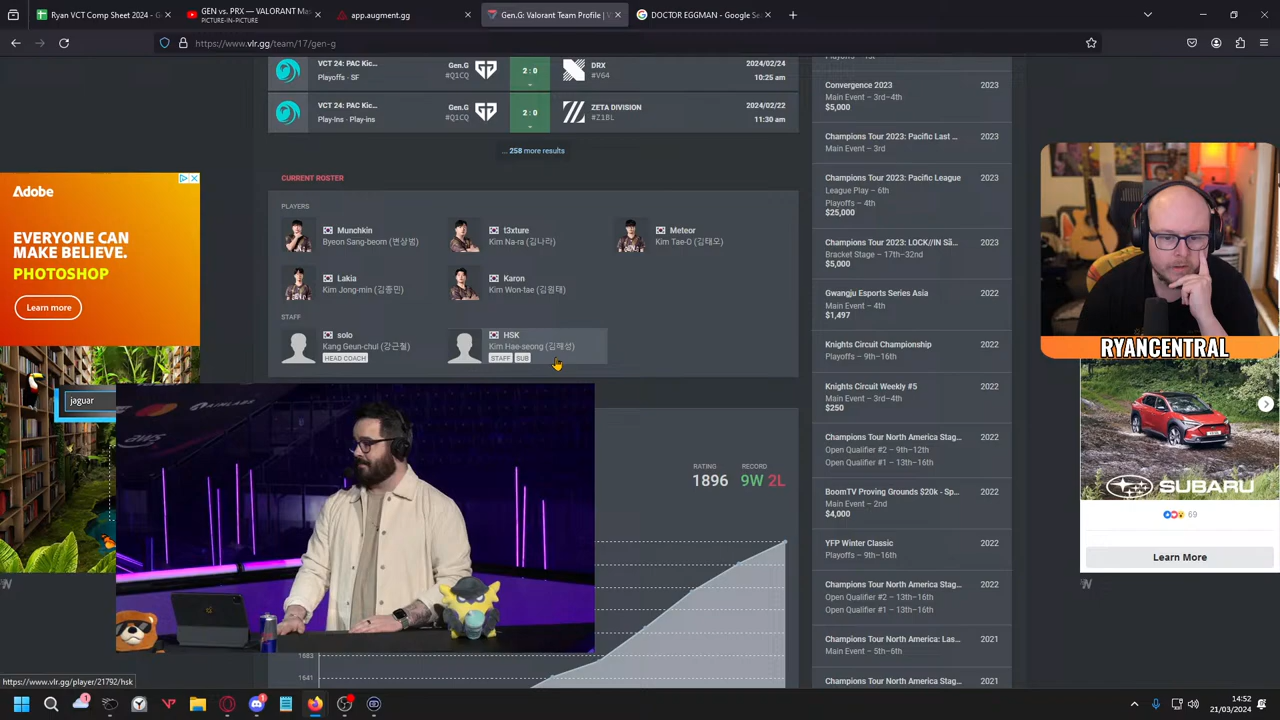 Ryan VCT Comp Sheet 2024 - G
GEN vs. PRX — VALORANT Mas
PICTURE-IN-PICTURE
app.augment.gg
Gen.G: Valorant Team Profile | V
DOCTOR EGGMAN - Google Se
https://www.vlr.gg/team/17/gen-g
VCT 24: PAC Kic...
Playoffs - SF
Gen.G
#Q1CQ
2 : 0
DRX
#V64
2024/02/24
10:25 am
VCT 24: PAC Kic...
Play-Ins - Play-ins
Gen.G
#Q1CQ
2 : 0
ZETA DIVISION
#Z1BL
2024/02/22
11:30 am
... 258 more results
CURRENT ROSTER
PLAYERS
Munchkin
Byeon Sang-beom (변상범)
t3xture
Kim Na-ra (김나라)
Meteor
Kim Tae-O (김태오)
Lakia
Kim Jong-min (김종민)
Karon
Kim Won-tae (김원태)
STAFF
solo
Kang Geun-chul (강근철)
HEAD COACH
HSK
Kim Hae-seong (김해성)
STAFF SUB
RATING
1896
RECORD
9W 2L
1683
1641
Convergence 2023
Main Event – 3rd–4th
$5,000
2023
Champions Tour 2023: Pacific Last ...
Main Event – 3rd
2023
Champions Tour 2023: Pacific League
League Play – 6th
Playoffs – 4th
$25,000
2023
Champions Tour 2023: LOCK//IN Sã...
Bracket Stage – 17th–32nd
$5,000
2023
Gwangju Esports Series Asia
Main Event – 4th
$1,497
2022
Knights Circuit Championship
Playoffs – 9th–16th
2022
Knights Circuit Weekly #5
Main Event – 3rd–4th
$250
2022
Champions Tour North America Stag...
Open Qualifier #2 – 9th–12th
Open Qualifier #1 – 13th–16th
2022
BoomTV Proving Grounds $20k - Sp...
Main Event – 2nd
$4,000
2022
YFP Winter Classic
Playoffs – 9th–16th
2022
Champions Tour North America Stag...
Open Qualifier #2 – 13th–16th
Open Qualifier #1 – 13th–16th
2022
Champions Tour North America: Las...
Main Event – 5th–6th
2021
Champions Tour North America Stag...
2021
Adobe
EVERYONE CAN
MAKE BELIEVE.
PHOTOSHOP
Learn more
jaguar
aws
RYANCENTRAL
SUBARU
69
Learn More
https://www.vlr.gg/player/21792/hsk
14:52
21/03/2024